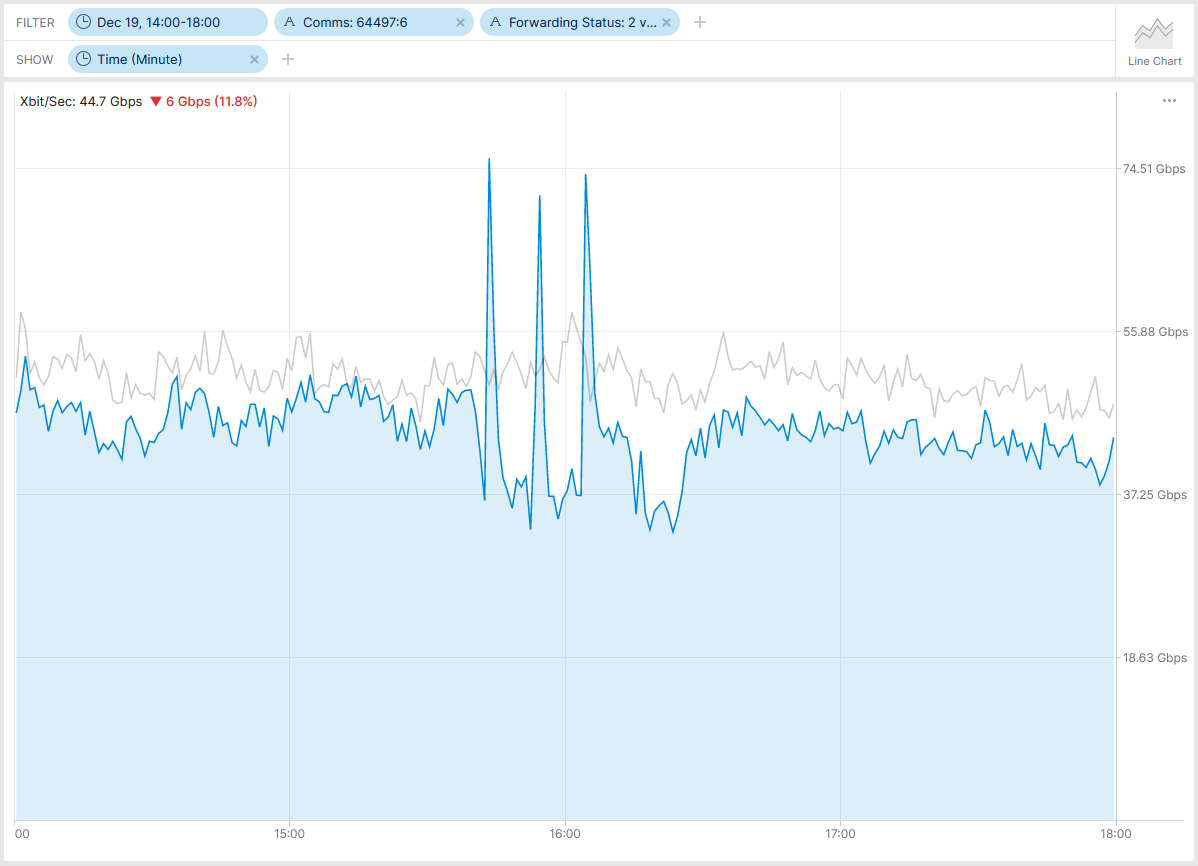 FILTER Dec 19, 14:00-18:00 Comms: 64497:6 Forwarding Status: 2 v...
SHOW Time (Minute)
Line Chart
Xbit/Sec: 44.7 Gbps ▼ 6 Gbps (11.8%)
74.51 Gbps
55.88 Gbps
37.25 Gbps
18.63 Gbps
00 15:00 16:00 17:00 18:00